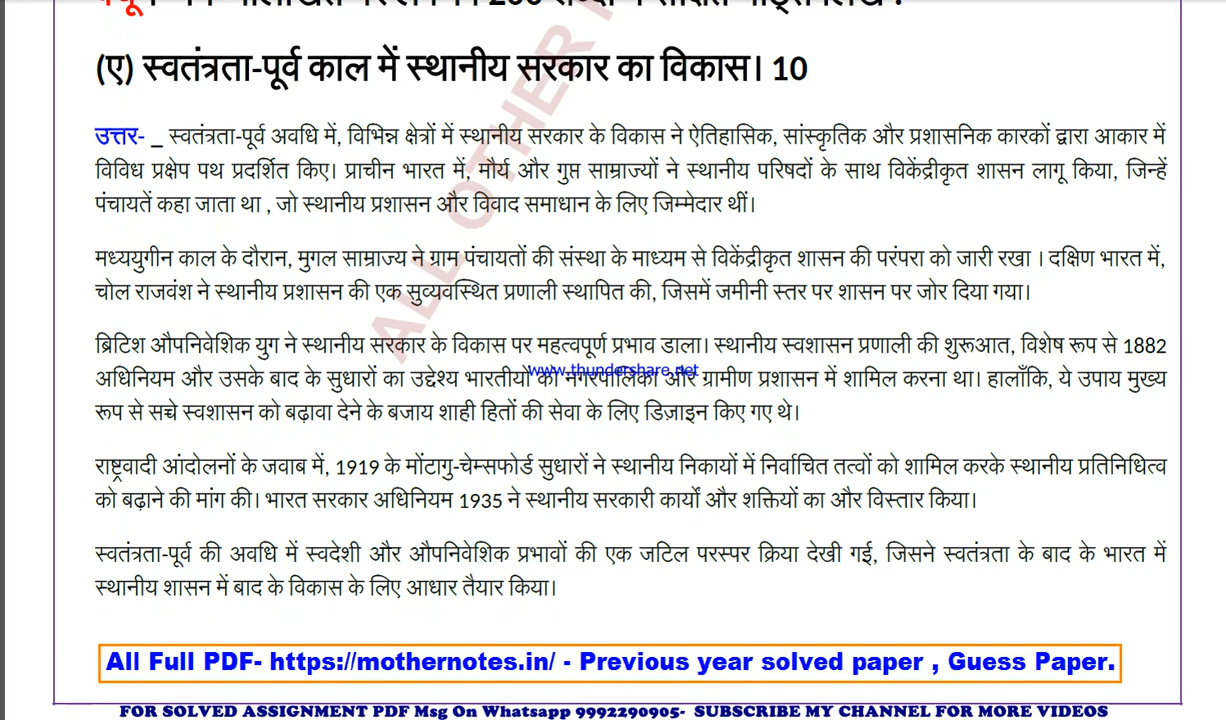 (ए) स्वतंत्रता-पूर्व काल में स्थानीय सरकार का विकास। 10
उत्तर- _ स्वतंत्रता-पूर्व अवधि में, विभिन्न क्षेत्रों में स्थानीय सरकार के विकास ने ऐतिहासिक, सांस्कृतिक और प्रशासनिक कारकों द्वारा आकार में
विविध प्रक्षेप पथ प्रदर्शित किए। प्राचीन भारत में, मौर्य और गुप्त साम्राज्यों ने स्थानीय परिषदों के साथ विकेंद्रीकृत शासन लागू किया, जिन्हें
पंचायतें कहा जाता था , जो स्थानीय प्रशासन और विवाद समाधान के लिए जिम्मेदार थीं।
मध्ययुगीन काल के दौरान, मुगल साम्राज्य ने ग्राम पंचायतों की संस्था के माध्यम से विकेंद्रीकृत शासन की परंपरा को जारी रखा । दक्षिण भारत में,
चोल राजवंश ने स्थानीय प्रशासन की एक सुव्यवस्थित प्रणाली स्थापित की, जिसमें जमीनी स्तर पर शासन पर जोर दिया गया।
ब्रिटिश औपनिवेशिक युग ने स्थानीय सरकार के विकास पर महत्वपूर्ण प्रभाव डाला। स्थानीय स्वशासन प्रणाली की शुरूआत, विशेष रूप से 1882
www.thundershare.net
अधिनियम और उसके बाद के सुधारों का उद्देश्य भारतीयों को नगरपालिका और ग्रामीण प्रशासन में शामिल करना था। हालाँकि, ये उपाय मुख्य
रूप से सच्चे स्वशासन को बढ़ावा देने के बजाय शाही हितों की सेवा के लिए डिज़ाइन किए गए थे।
राष्ट्रवादी आंदोलनों के जवाब में, 1919 के मोंटागु-चेम्सफोर्ड सुधारों ने स्थानीय निकायों में निर्वाचित तत्वों को शामिल करके स्थानीय प्रतिनिधित्व
को बढ़ाने की मांग की। भारत सरकार अधिनियम 1935 ने स्थानीय सरकारी कार्यों और शक्तियों का और विस्तार किया।
स्वतंत्रता-पूर्व की अवधि में स्वदेशी और औपनिवेशिक प्रभावों की एक जटिल परस्पर क्रिया देखी गई, जिसने स्वतंत्रता के बाद के भारत में
स्थानीय शासन में बाद के विकास के लिए आधार तैयार किया।
ALL OTHER
All Full PDF- https://mothernotes.in/ - Previous year solved paper , Guess Paper.
FOR SOLVED ASSIGNMENT PDF Msg On Whatsapp 9992290905- SUBSCRIBE MY CHANNEL FOR MORE VIDEOS